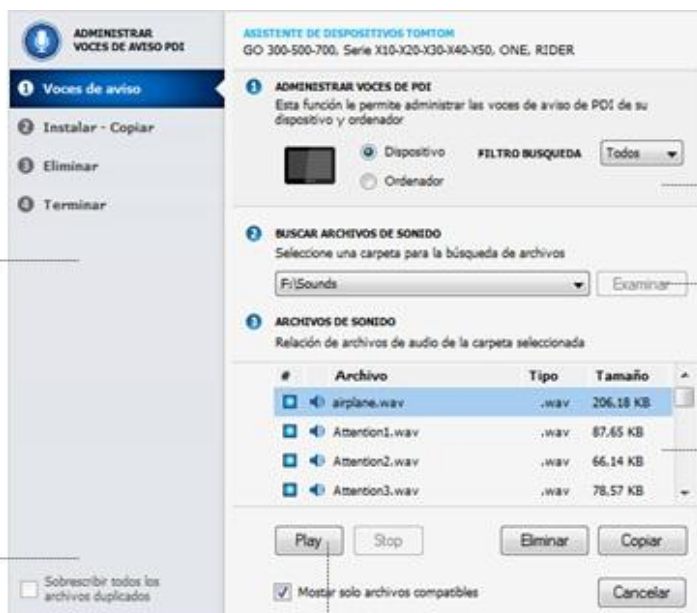 ADMINISTRAR
VOCES DE AVISO PDI
1 Voces de aviso
2 Instalar - Copiar
3 Eliminar
4 Terminar
Sobrescribir todos los
archivos duplicados
ASISTENTE DE DISPOSITIVOS TOMTOM
GO 300-500-700, Serie X10-X20-X30-X40-X50, ONE, RIDER
1 ADMINISTRAR VOCES DE PDI
Esta función le permite administrar las voces de aviso de PDI de su
dispositivo y ordenador
Dispositivo FILTRO BUSQUEDA Todos
Ordenador
2 BUSCAR ARCHIVOS DE SONIDO
Seleccione una carpeta para la búsqueda de archivos
F:\Sounds Examinar
3 ARCHIVOS DE SONIDO
Relación de archivos de audio de la carpeta seleccionada
# Archivo Tipo Tamaño
airplane.wav .wav 206.18 KB
Attention1.wav .wav 87.65 KB
Attention2.wav .wav 66.14 KB
Attention3.wav .wav 78.57 KB
Play Stop Eliminar Copiar
Mostar solo archivos compatibles Cancelar